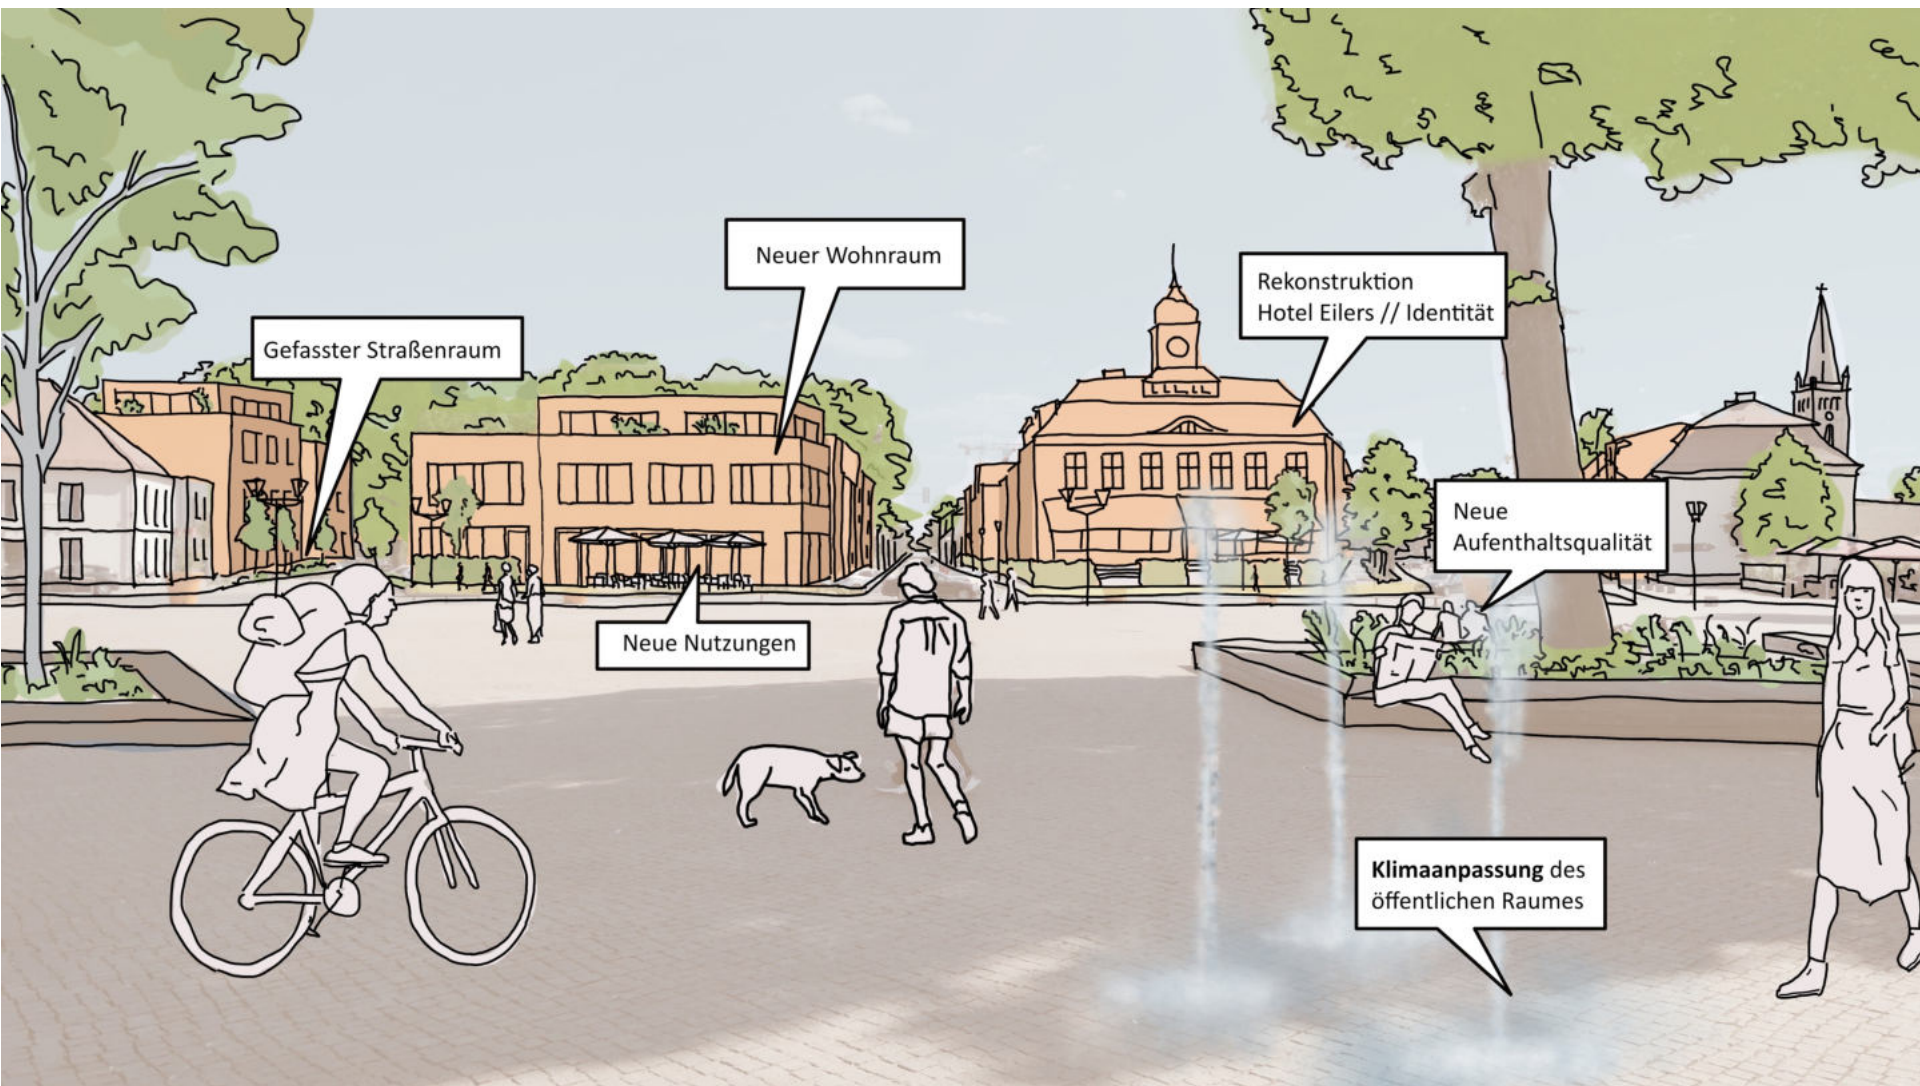 Neuer Wohnraum
Rekonstruktion
Hotel Eilers // Identität
Gefasster Straßenraum
Neue
Aufenthaltsqualität
Neue Nutzungen
Klimaanpassung des
öffentlichen Raumes